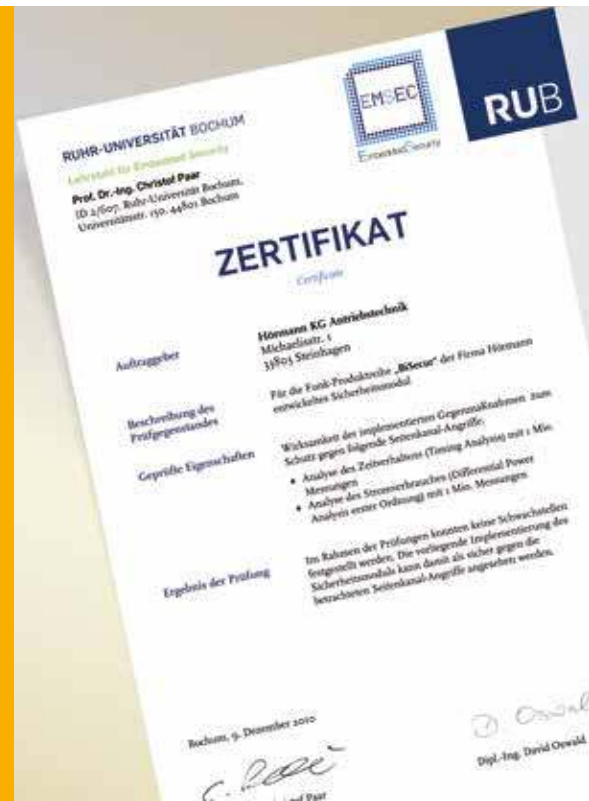 RUHR-UNIVERSITÄT BOCHUM
Lehrstuhl für Embedded Security
Prof. Dr.-Ing. Christof Paar
ID 2/607, Ruhr-Universität Bochum,
Universitätsstr. 150, 44801 Bochum
EMSEC
Embedded Security
RUB
ZERTIFIKAT
Certificate
Auftraggeber
Hörmann KG Antriebstechnik
Michaelisstr. 1
33803 Steinhagen
Beschreibung des
Prüfgegenstandes
Für die Funk-Produktreihe „BiSecur" der Firma Hörmann
entwickeltes Sicherheitsmodul
Geprüfte Eigenschaften
Wirksamkeit der implementierten Gegenmaßnahmen zum
Schutz gegen folgende Seitenkanal-Angriffe:
• Analyse des Zeitverhaltens (Timing Analysis) mit 1 Mio.
Messungen
• Analyse des Stromverbrauches (Differential Power
Analysis erster Ordnung) mit 1 Mio. Messungen
Ergebnis der Prüfung
Im Rahmen der Prüfungen konnten keine Schwachstellen
festgestellt werden. Die vorliegende Implementierung des
Sicherheitsmoduls kann damit als sicher gegen die
betrachteten Seitenkanal-Angriffe angesehen werden.
Bochum, 9. Dezember 2010
D. Oswald
Dipl.-Ing. David Oswald
C. Paar
Paar